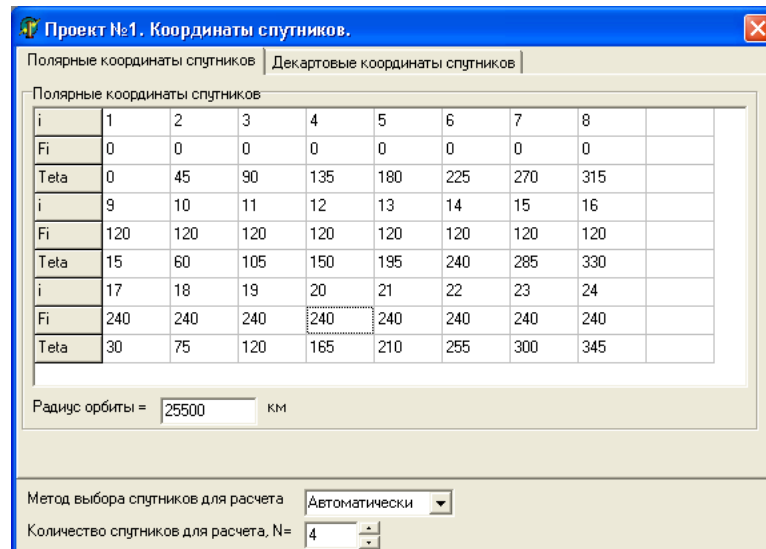 Проект №1. Координаты спутников.
Полярные координаты спутников Декартовые координаты спутников
Полярные координаты спутников
i 1 2 3 4 5 6 7 8
Fi 0 0 0 0 0 0 0 0
Teta 0 45 90 135 180 225 270 315
i 9 10 11 12 13 14 15 16
Fi 120 120 120 120 120 120 120 120
Teta 15 60 105 150 195 240 285 330
i 17 18 19 20 21 22 23 24
Fi 240 240 240 240 240 240 240 240
Teta 30 75 120 165 210 255 300 345
Радиус орбиты = 25500 км
Метод выбора спутников для расчета Автоматически
Количество спутников для расчета, N= 4